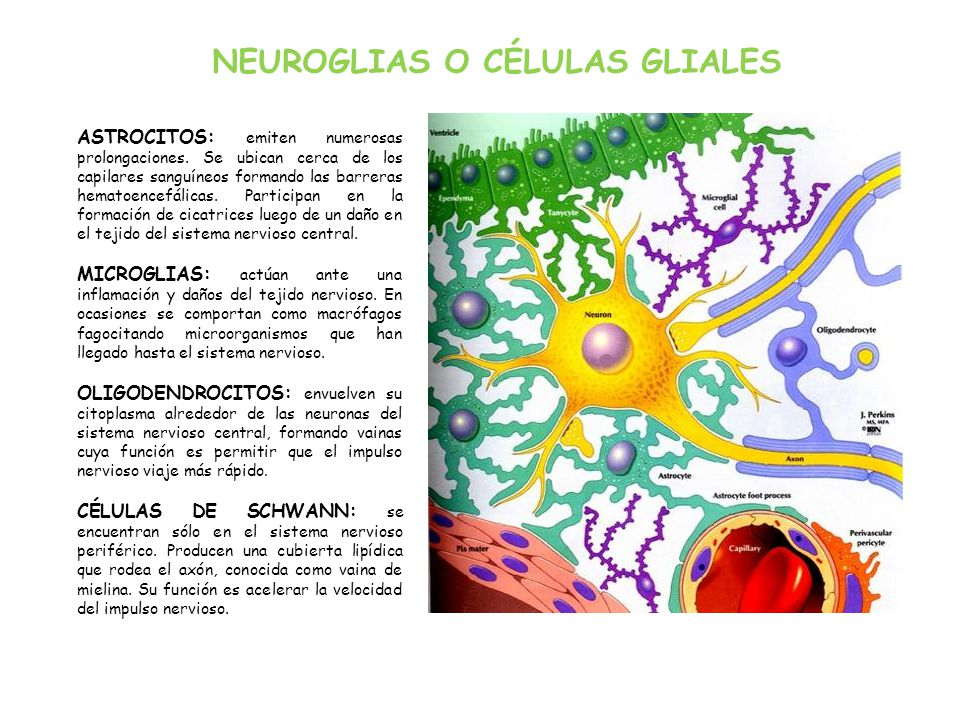 NEUROGLIAS O CÉLULAS GLIALES
ASTROCITOS: emiten numerosas
prolongaciones. Se ubican cerca de los
capilares sanguíneos formando las barreras
hematoencefálicas. Participan en la
formación de cicatrices luego de un daño en
el tejido del sistema nervioso central.
MICROGLIAS: actúan ante una
inflamación y daños del tejido nervioso. En
ocasiones se comportan como macrófagos
fagocitando microorganismos que han
llegado hasta el sistema nervioso.
OLIGODENDROCITOS: envuelven su
citoplasma alrededor de las neuronas del
sistema nervioso central, formando vainas
cuya función es permitir que el impulso
nervioso viaje más rápido.
CÉLULAS DE SCHWANN: se
encuentran sólo en el sistema nervioso
periférico. Producen una cubierta lipídica
que rodea el axón, conocida como vaina de
mielina. Su función es acelerar la velocidad
del impulso nervioso.
Ventricle
Ependyma
Tanycyte
Microglial
cell
Neuron
Oligodendrocyte
J. Perkins
MS, MFA
Axon
Astrocyte
Astrocyte foot process
Perivascular
pericyte
Pia mater
Capillary